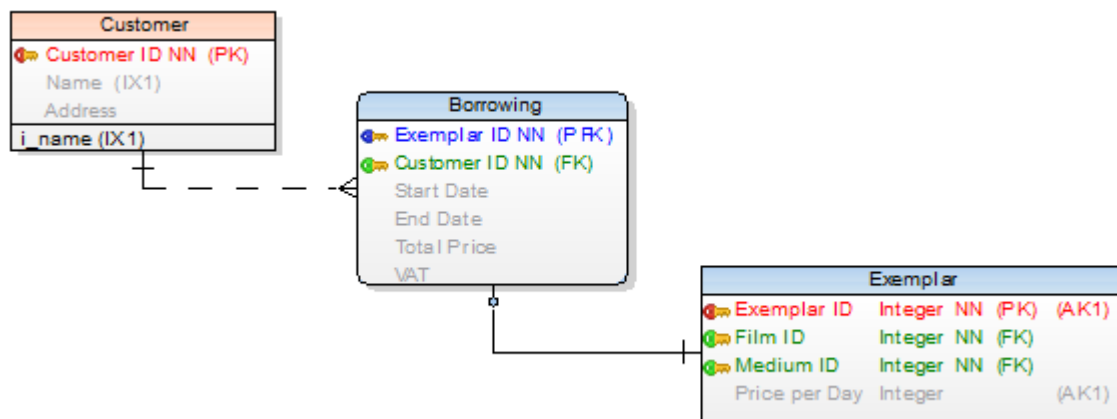 Customer
Customer ID NN (PK)
Name (IX1)
Address
i_name (IX1)
Borrowing
Exemplar ID NN (PFK)
Customer ID NN (FK)
Start Date
End Date
Total Price
VAT
Exemplar
Exemplar ID Integer NN (PK) (AK1)
Film ID Integer NN (FK)
Medium ID Integer NN (FK)
Price per Day Integer (AK1)